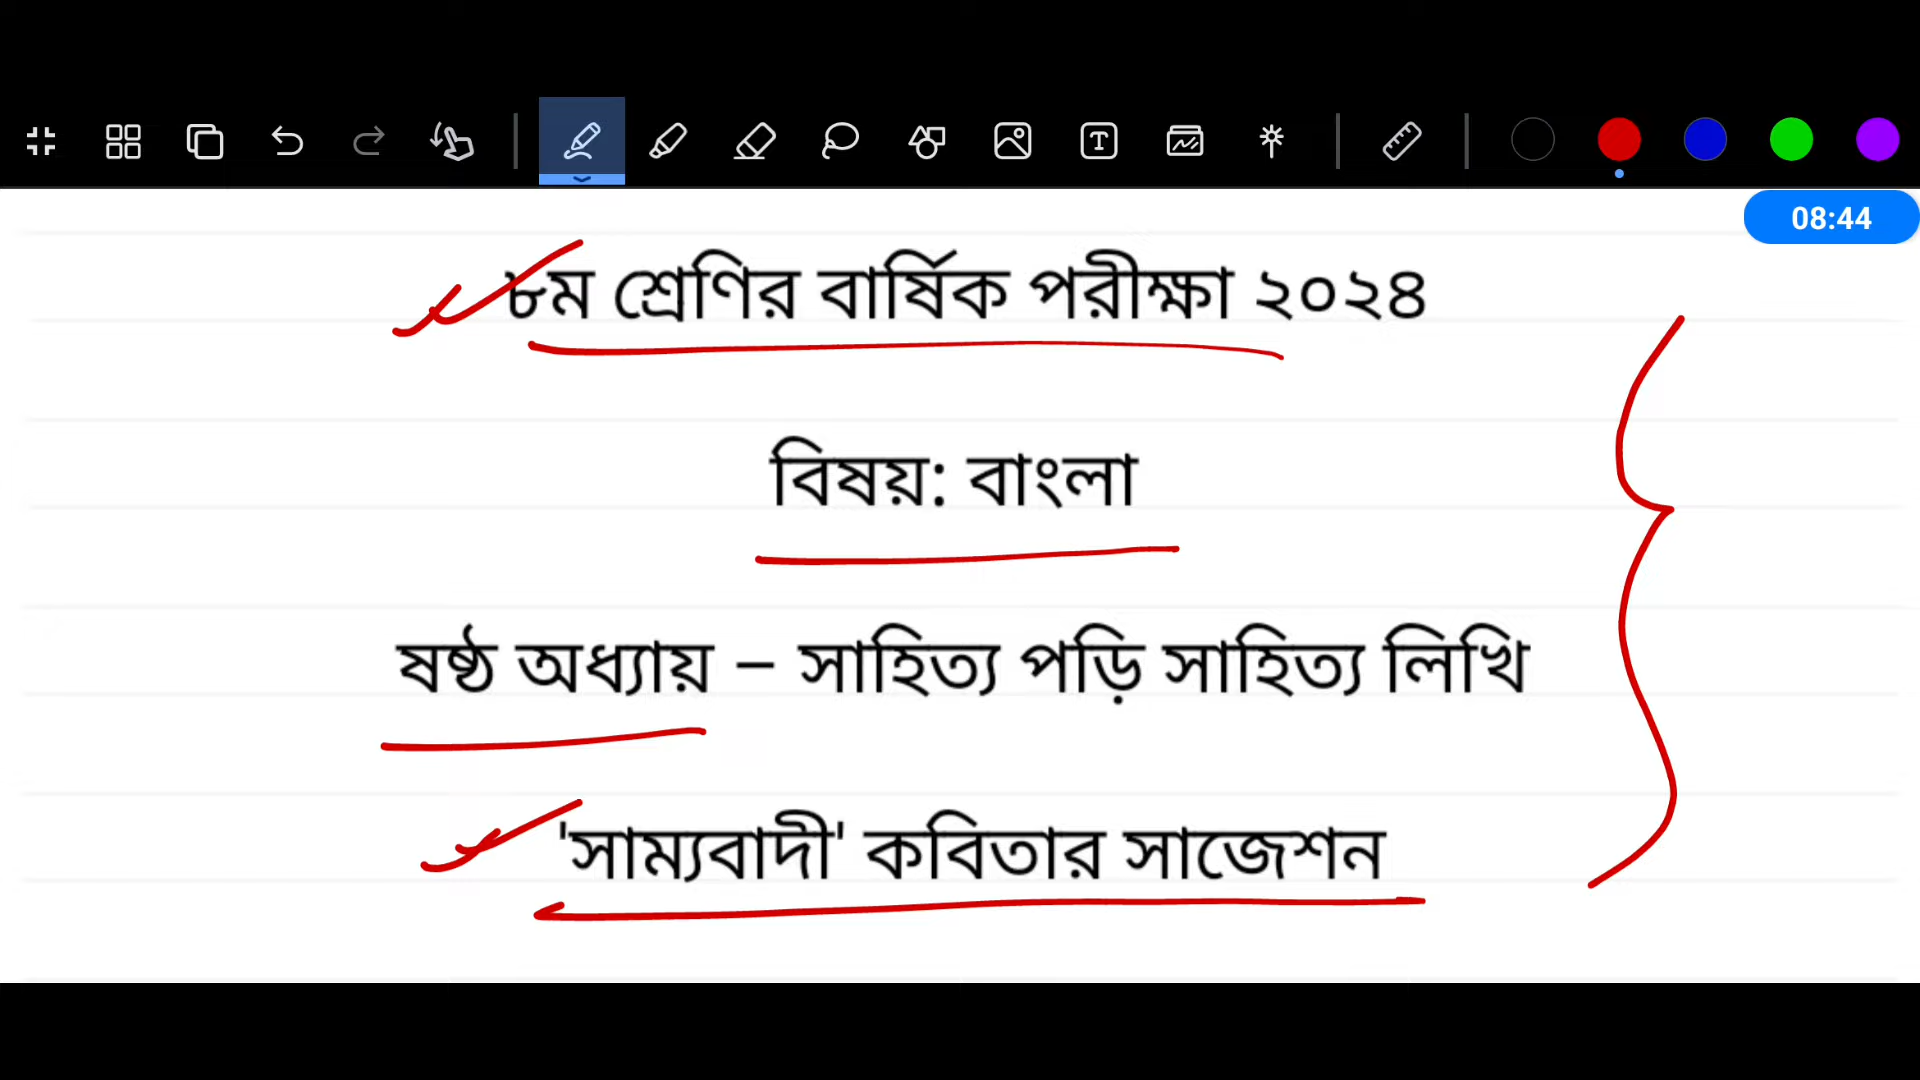 08:44
৮ম শ্রেণির বার্ষিক পরীক্ষা ২০২৪
বিষয়: বাংলা
ষষ্ঠ অধ্যায় – সাহিত্য পড়ি সাহিত্য লিখি
'সাম্যবাদী' কবিতার সাজেশন